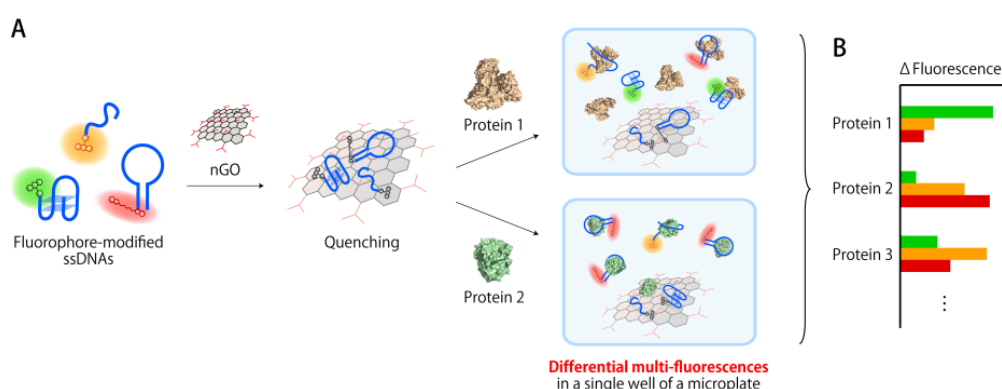 A
Fluorophore-modified
ssDNAs
nGO
Quenching
Protein 1
Protein 2
Differential multi-fluorescences
in a single well of a microplate
B
Δ Fluorescence
Protein 1
Protein 2
Protein 3
⋮